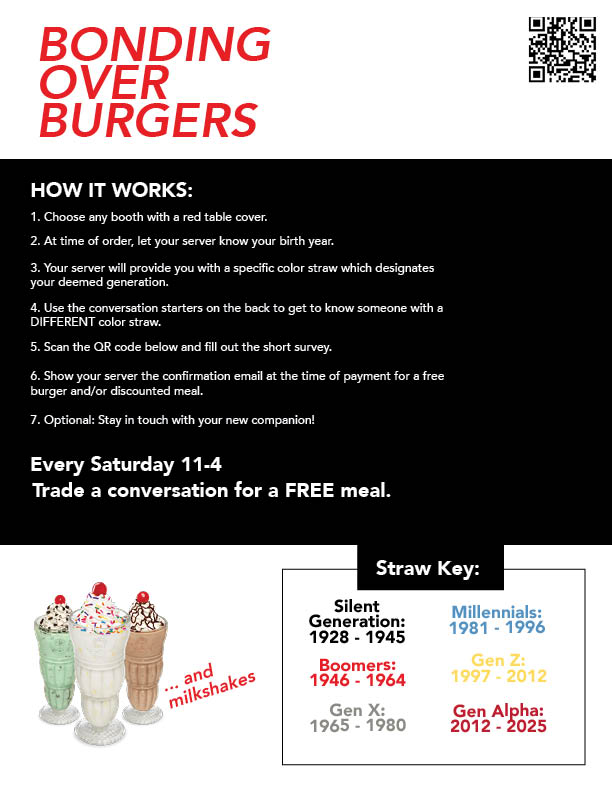 BONDING
OVER
BURGERS
HOW IT WORKS:
1. Choose any booth with a red table cover.
2. At time of order, let your server know your birth year.
3. Your server will provide you with a specific color straw which designates
your deemed generation.
4. Use the conversation starters on the back to get to know someone with a
DIFFERENT color straw.
5. Scan the QR code below and fill out the short survey.
6. Show your server the confirmation email at the time of payment for a free
burger and/or discounted meal.
7. Optional: Stay in touch with your new companion!
Every Saturday 11-4
Trade a conversation for a FREE meal.
... and
milkshakes
Straw Key:
Silent
Generation:
1928 - 1945
Boomers:
1946 - 1964
Gen X:
1965 - 1980
Millennials:
1981 - 1996
Gen Z:
1997 - 2012
Gen Alpha:
2012 - 2025